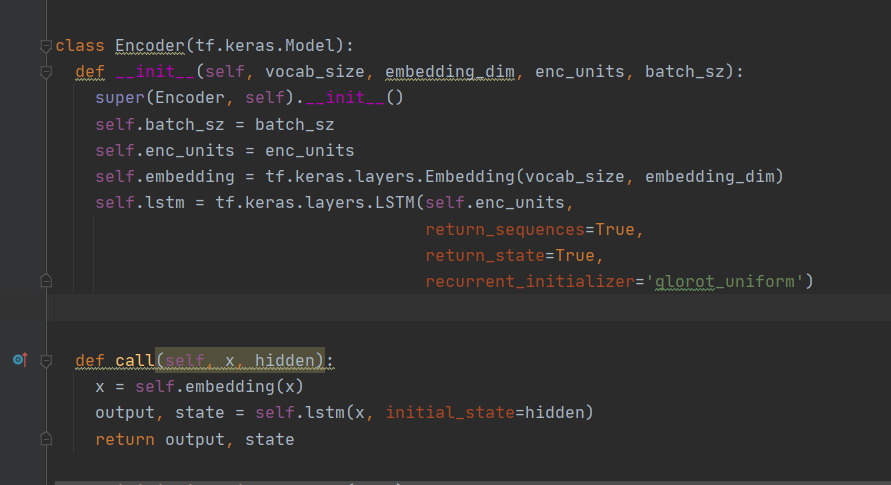 class Encoder(tf.keras.Model):
def __init__(self, vocab_size, embedding_dim, enc_units, batch_sz):
super(Encoder, self).__init__()
self.batch_sz = batch_sz
self.enc_units = enc_units
self.embedding = tf.keras.layers.Embedding(vocab_size, embedding_dim)
self.lstm = tf.keras.layers.LSTM(self.enc_units,
return_sequences=True,
return_state=True,
recurrent_initializer='glorot_uniform')
def call(self, x, hidden):
x = self.embedding(x)
output, state = self.lstm(x, initial_state=hidden)
return output, state